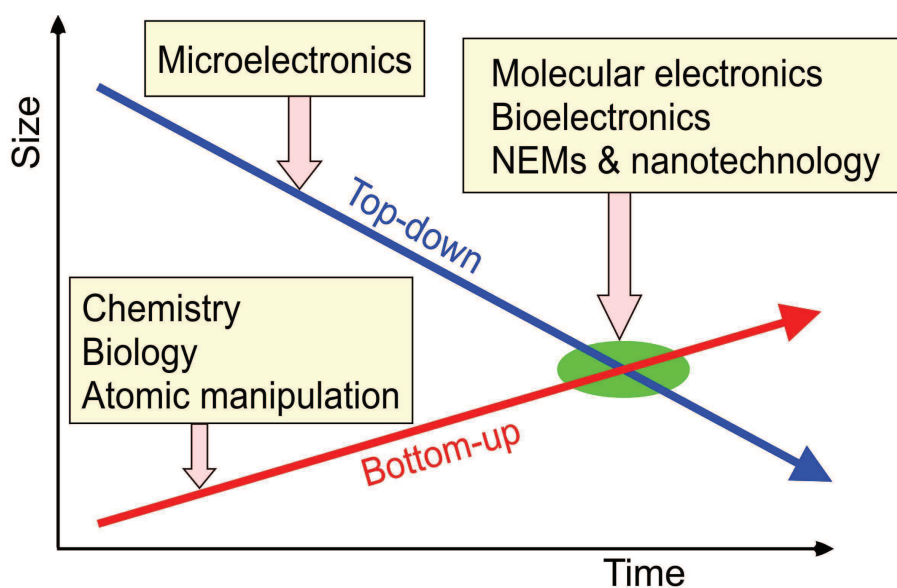 Microelectronics
Molecular electronics
Bioelectronics
NEMs & nanotechnology
Size
Top-down
Chemistry
Biology
Atomic manipulation
Bottom-up
Time